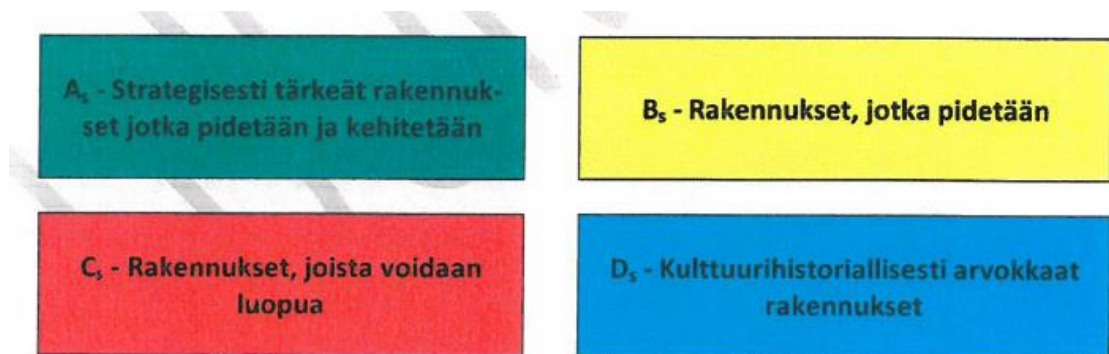 Aₛ - Strategisesti tärkeät rakennuk-
set jotka pidetään ja kehitetään
Bₛ - Rakennukset, jotka pidetään
Cₛ - Rakennukset, joista voidaan
luopua
Dₛ - Kulttuurihistoriallisesti arvokkaat
rakennukset